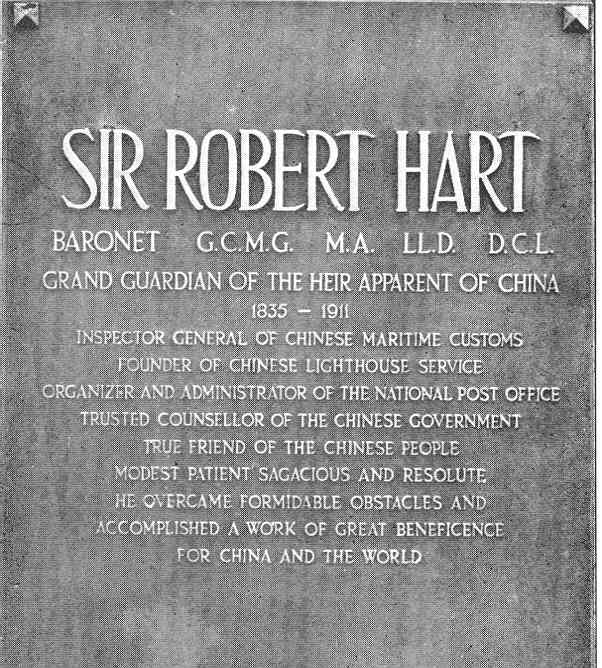 SIR ROBERT HART
BARONET G.C.M.G. M.A. LL.D. D.C.L.
GRAND GUARDIAN OF THE HEIR APPARENT OF CHINA
1835 – 1911
INSPECTOR GENERAL OF CHINESE MARITIME CUSTOMS
FOUNDER OF CHINESE LIGHTHOUSE SERVICE
ORGANIZER AND ADMINISTRATOR OF THE NATIONAL POST OFFICE
TRUSTED COUNSELLOR OF THE CHINESE GOVERNMENT
TRUE FRIEND OF THE CHINESE PEOPLE
MODEST PATIENT SAGACIOUS AND RESOLUTE
HE OVERCAME FORMIDABLE OBSTACLES AND
ACCOMPLISHED A WORK OF GREAT BENEFICENCE
FOR CHINA AND THE WORLD